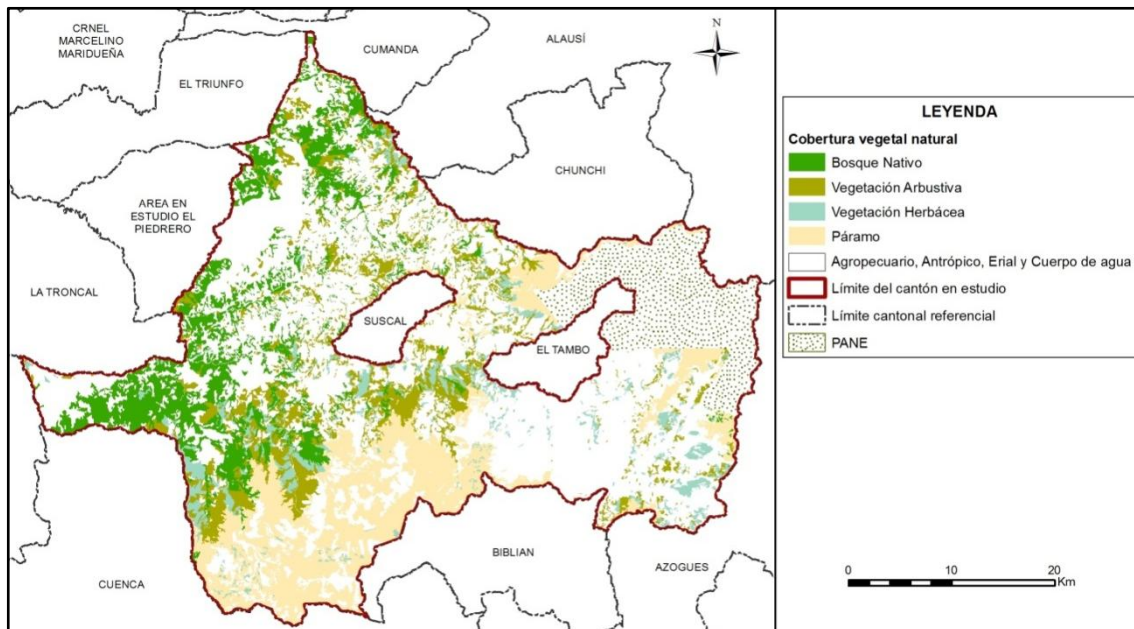 CRNEL
MARCELINO
MARIDUEÑA
CUMANDA
ALAUSÍ
N
EL TRIUNFO
CHUNCHI
AREA EN
ESTUDIO EL
PIEDRERO
LA TRONCAL
SUSCAL
EL TAMBO
CUENCA
BIBLIAN
AZOGUES
LEYENDA
Cobertura vegetal natural
Bosque Nativo
Vegetación Arbustiva
Vegetación Herbácea
Páramo
Agropecuario, Antrópico, Erial y Cuerpo de agua
Límite del cantón en estudio
Límite cantonal referencial
PANE
0 10 20
Km